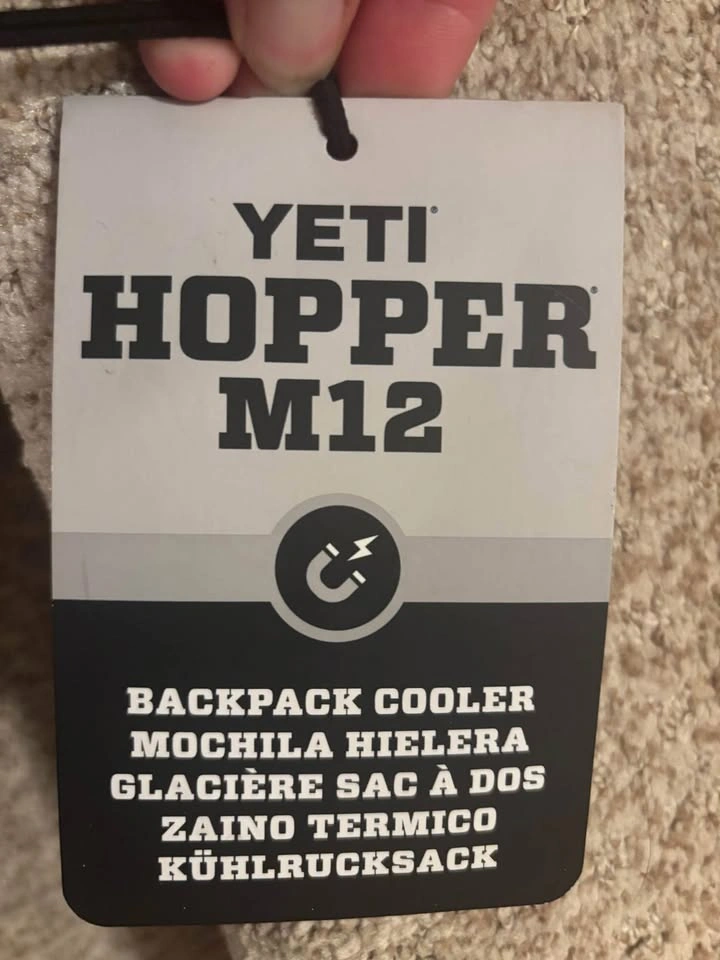 YETI®
HOPPER®
M12
BACKPACK COOLER
MOCHILA HIELERA
GLACIÈRE SAC À DOS
ZAINO TERMICO
KÜHLRUCKSACK